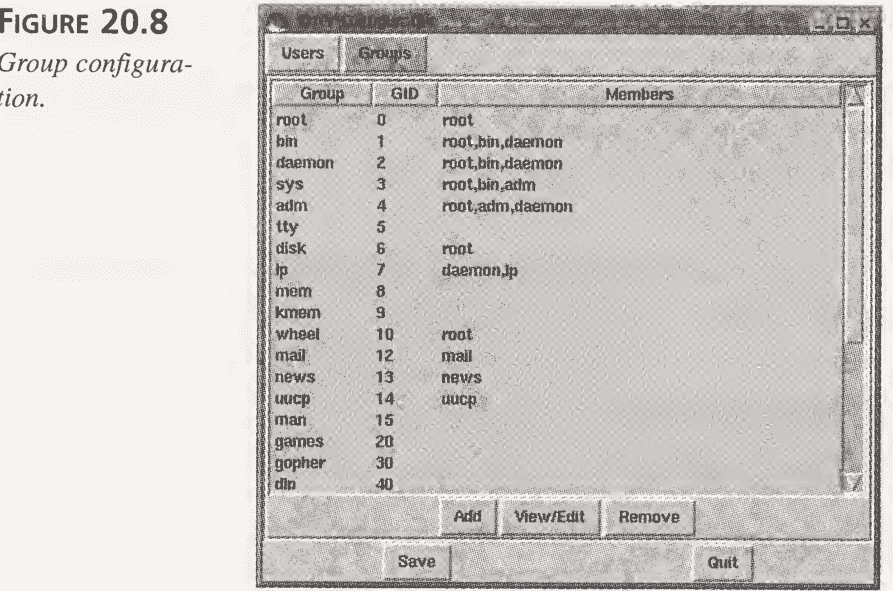 FIGURE 20.8
Group configura-
tion.
Users Groups
Group GID Members
root 0 root
bin 1 root,bin,daemon
daemon 2 root,bin,daemon
sys 3 root,bin,adm
adm 4 root,adm,daemon
tty 5
disk 6 root
lp 7 daemon,lp
mem 8
kmem 9
wheel 10 root
mail 12 mail
news 13 news
uucp 14 uucp
man 15
games 20
gopher 30
dip 40
Add View/Edit Remove
Save Quit